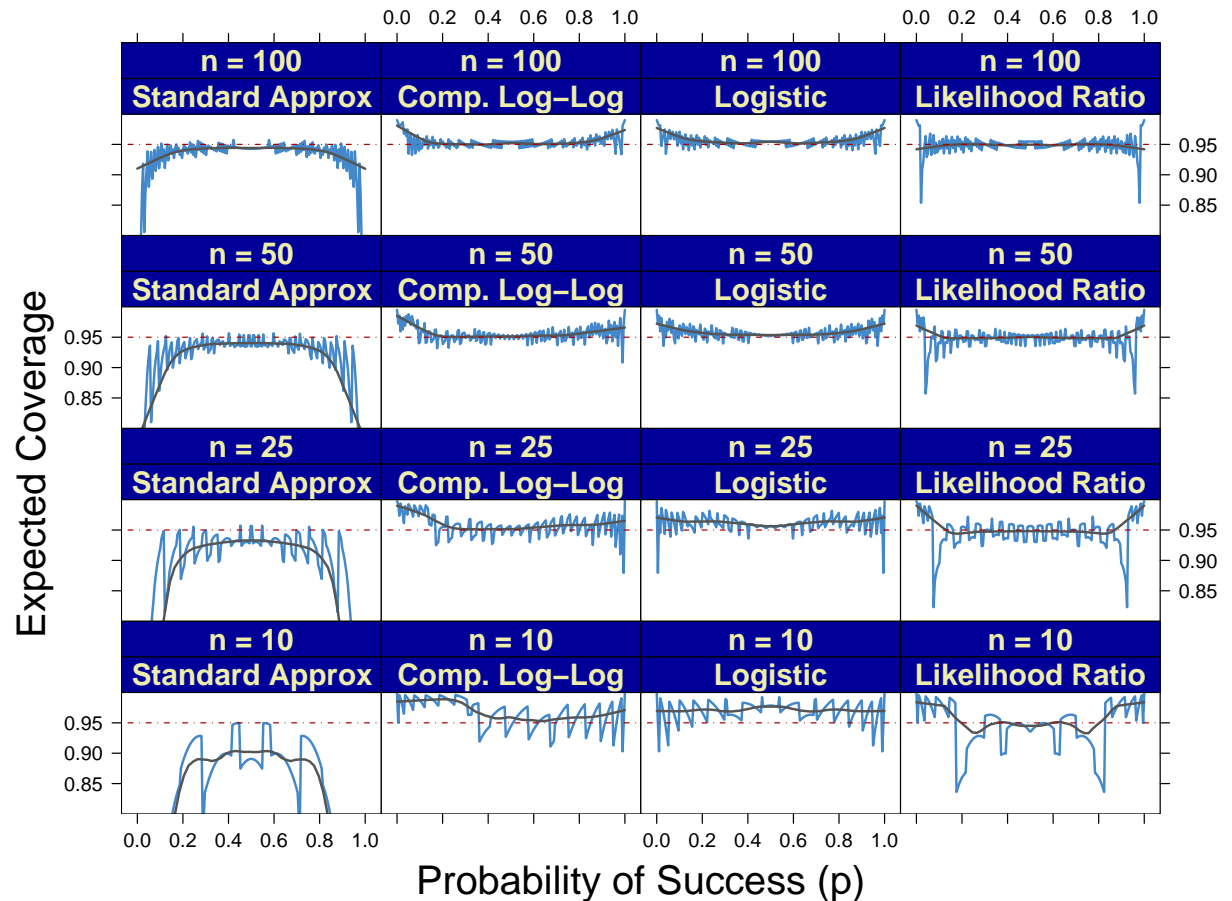 0.0 0.2 0.4 0.6 0.8 1.0 0.0 0.2 0.4 0.6 0.8 1.0
n = 100 n = 100 n = 100 n = 100
Standard Approx Comp. Log−Log Logistic Likelihood Ratio
0.95
0.90
0.85
n = 50 n = 50 n = 50 n = 50
Standard Approx Comp. Log−Log Logistic Likelihood Ratio
0.95
0.90
0.85
n = 25 n = 25 n = 25 n = 25
Standard Approx Comp. Log−Log Logistic Likelihood Ratio
0.95
0.90
0.85
n = 10 n = 10 n = 10 n = 10
Standard Approx Comp. Log−Log Logistic Likelihood Ratio
0.95
0.90
0.85
0.0 0.2 0.4 0.6 0.8 1.0 0.0 0.2 0.4 0.6 0.8 1.0
Expected Coverage
Probability of Success (p)